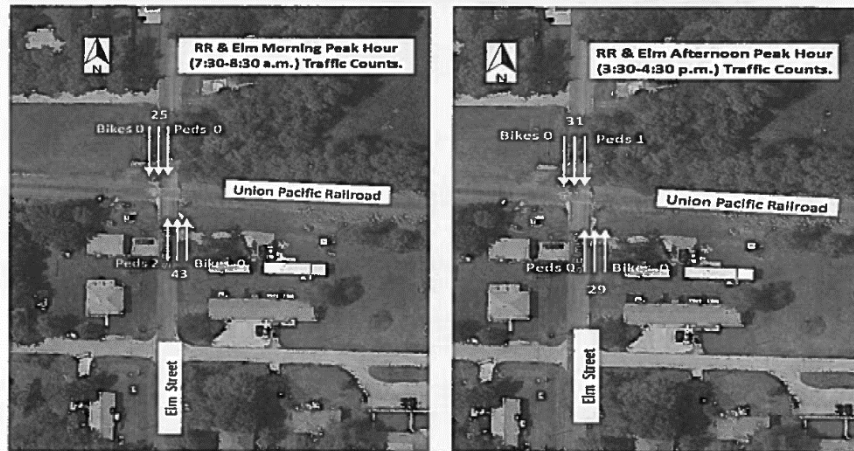 N
RR & Elm Morning Peak Hour
(7:30-8:30 a.m.) Traffic Counts.
25
Bikes 0 Peds 0
Union Pacific Railroad
Peds 2 Bikes 0
43
Elm Street
N
RR & Elm Afternoon Peak Hour
(3:30-4:30 p.m.) Traffic Counts.
31
Bikes 0 Peds 1
Union Pacific Railroad
Peds 0 Bikes 0
29
Elm Street